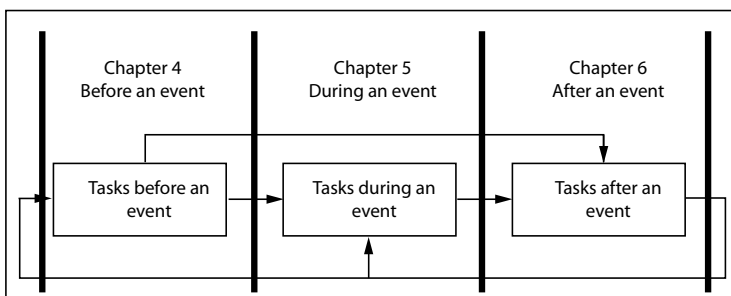 Chapter 4
Before an event
Chapter 5
During an event
Chapter 6
After an event
Tasks before an
event
Tasks during an
event
Tasks after an
event